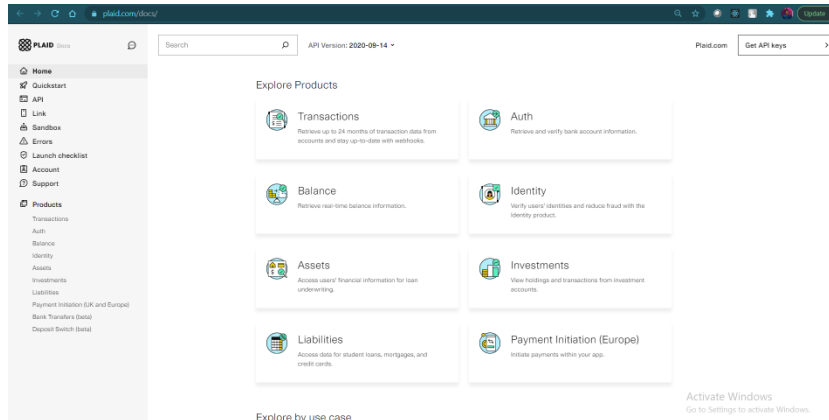 plaid.com/docs/
Update
PLAID Docs
Search
API Version: 2020-09-14
Plaid.com
Get API keys
Home
Quickstart
API
Link
Sandbox
Errors
Launch checklist
Account
Support
Products
Transactions
Auth
Balance
Identity
Assets
Investments
Liabilities
Payment Initiation (UK and Europe)
Bank Transfers (beta)
Deposit Switch (beta)
Explore Products
Transactions
Retrieve up to 24 months of transaction data from
accounts and stay up-to-date with webhooks.
Auth
Retrieve and verify bank account information.
Balance
Retrieve real-time balance information.
Identity
Verify users' identities and reduce fraud with the
Identity product.
Assets
Access users' financial information for loan
underwriting.
Investments
View holdings and transactions from investment
accounts.
Liabilities
Access data for student loans, mortgages, and
credit cards.
Payment Initiation (Europe)
Initiate payments within your app.
Explore by use case
Activate Windows
Go to Settings to activate Windows.